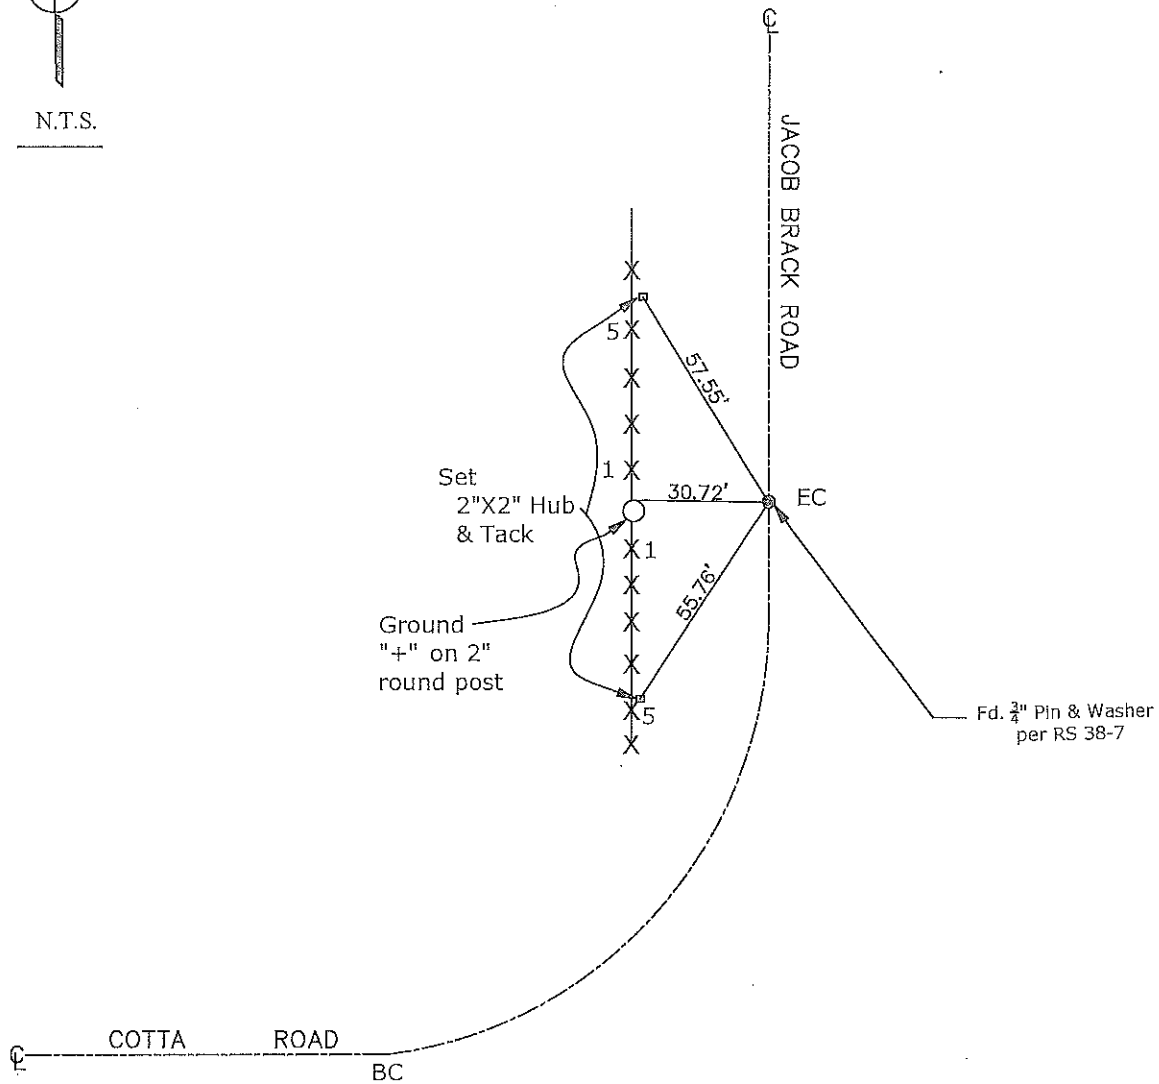 N.T.S.
℄
JACOB BRACK ROAD
X
5 X
X
X
1 X
X 1
X
X
X
X 5
X
57.55'
30.72'
EC
55.76'
Set
2"X2" Hub
& Tack
Ground
"+" on 2"
round post
Fd. ¾" Pin & Washer
per RS 38-7
℄
COTTA ROAD
BC